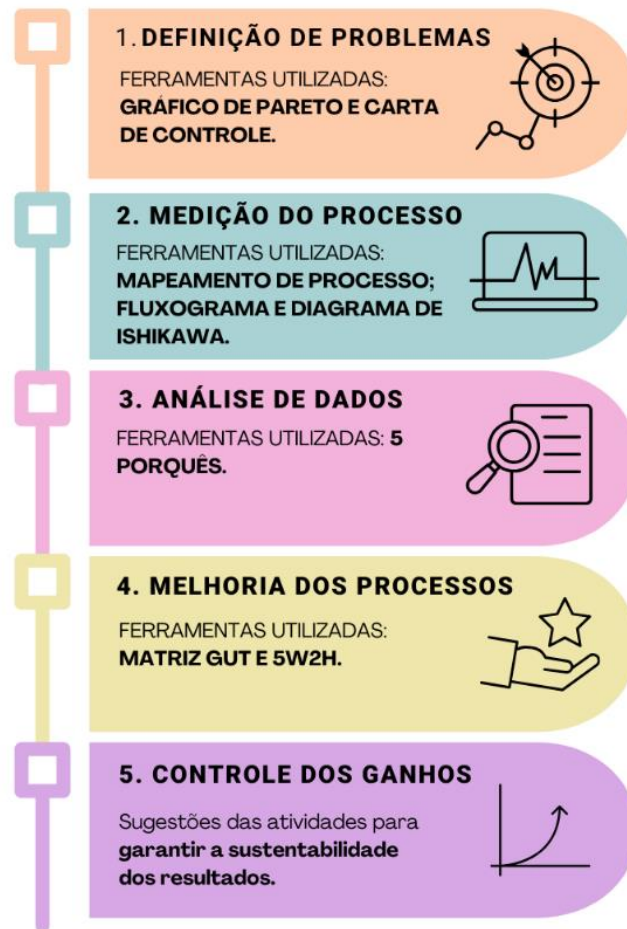 1. DEFINIÇÃO DE PROBLEMAS
FERRAMENTAS UTILIZADAS:
GRÁFICO DE PARETO E CARTA
DE CONTROLE.
2. MEDIÇÃO DO PROCESSO
FERRAMENTAS UTILIZADAS:
MAPEAMENTO DE PROCESSO;
FLUXOGRAMA E DIAGRAMA DE
ISHIKAWA.
3. ANÁLISE DE DADOS
FERRAMENTAS UTILIZADAS: 5
PORQUÊS.
4. MELHORIA DOS PROCESSOS
FERRAMENTAS UTILIZADAS:
MATRIZ GUT E 5W2H.
5. CONTROLE DOS GANHOS
Sugestões das atividades para
garantir a sustentabilidade
dos resultados.